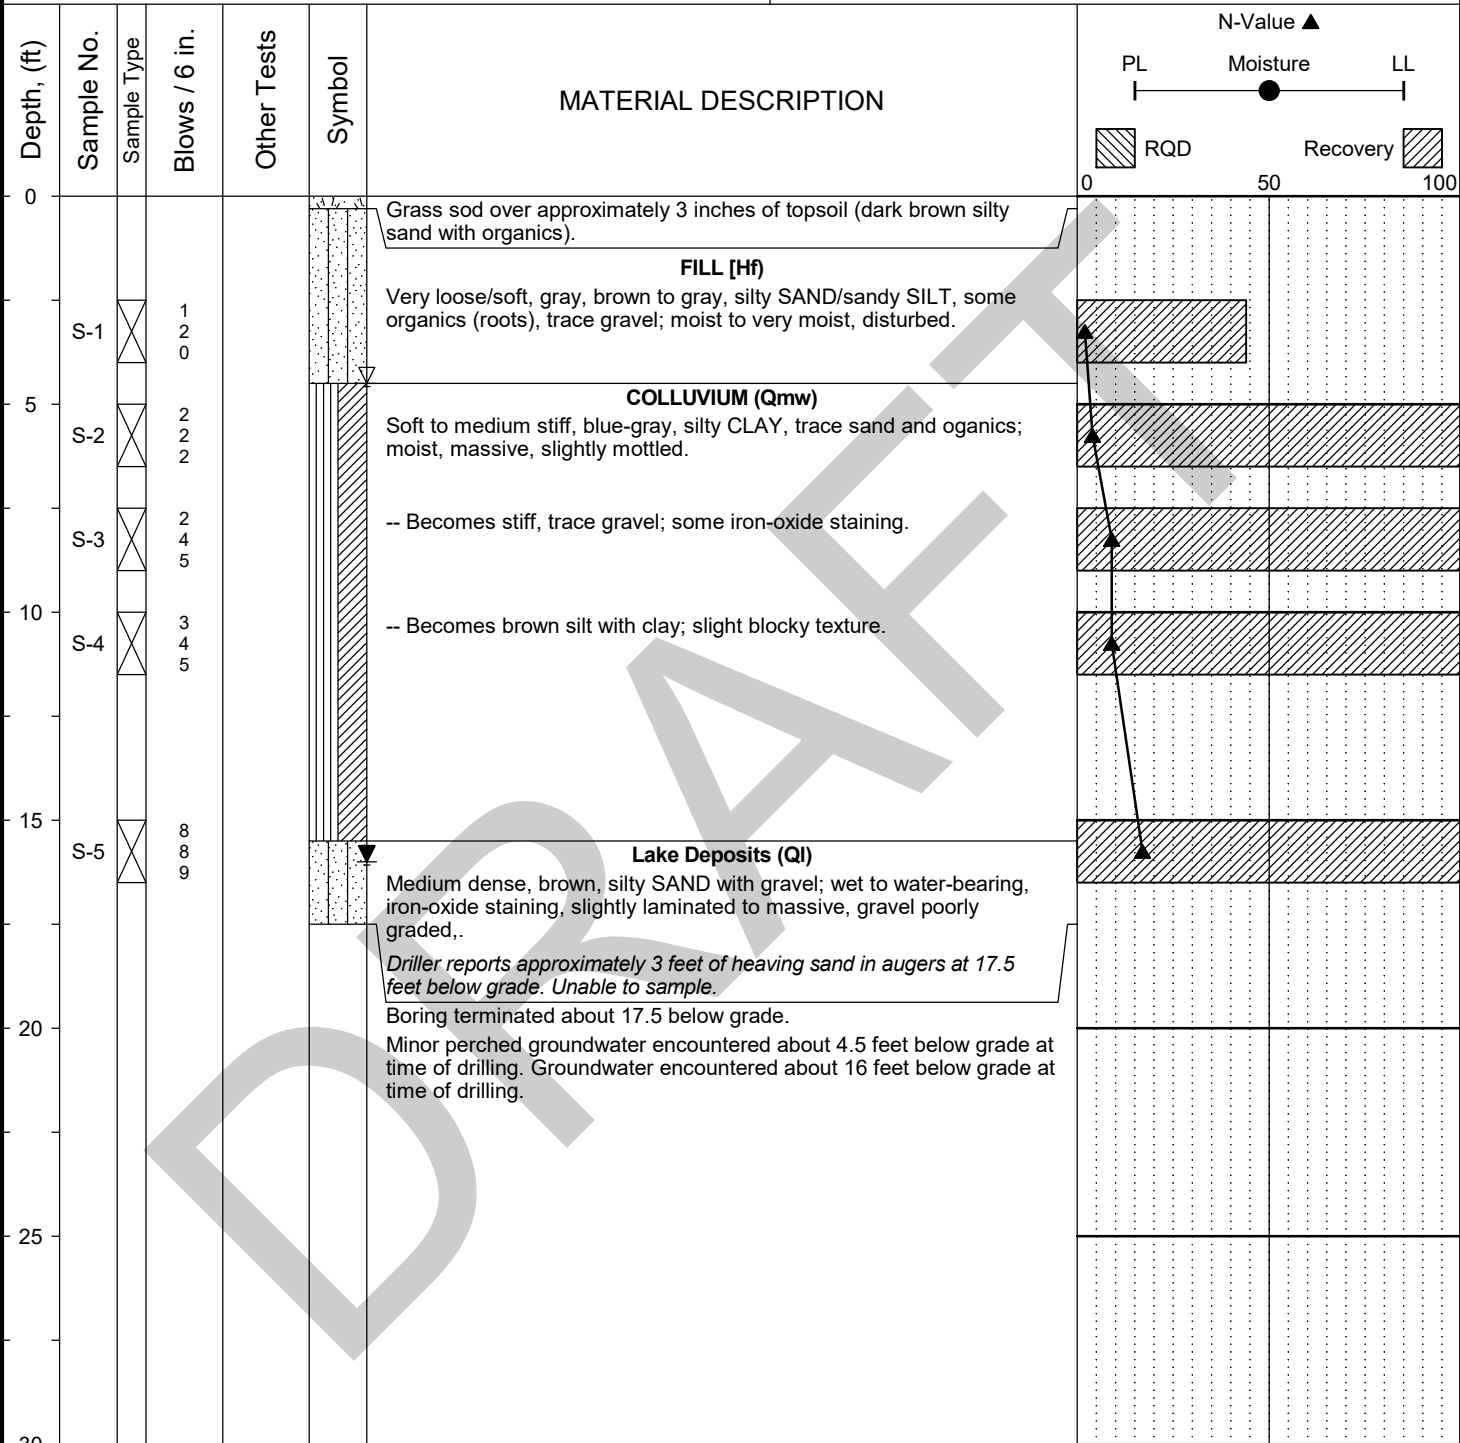 N-Value
PL Moisture LL
RQD Recovery
0 50 100
Depth, (ft)
Sample No.
Sample Type
Blows / 6 in.
Other Tests
Symbol
MATERIAL DESCRIPTION
0
Grass sod over approximately 3 inches of topsoil (dark brown silty
sand with organics).
FILL [Hf)
Very loose/soft, gray, brown to gray, silty SAND/sandy SILT, some
organics (roots), trace gravel; moist to very moist, disturbed.
S-1
1
2
0
5
COLLUVIUM (Qmw)
Soft to medium stiff, blue-gray, silty CLAY, trace sand and oganics;
moist, massive, slightly mottled.
S-2
2
2
2
-- Becomes stiff, trace gravel; some iron-oxide staining.
S-3
2
4
5
10
-- Becomes brown silt with clay; slight blocky texture.
S-4
3
4
5
15
S-5
8
8
9
Lake Deposits (Ql)
Medium dense, brown, silty SAND with gravel; wet to water-bearing,
iron-oxide staining, slightly laminated to massive, gravel poorly
graded,.
Driller reports approximately 3 feet of heaving sand in augers at 17.5
feet below grade. Unable to sample.
Boring terminated about 17.5 below grade.
20
Minor perched groundwater encountered about 4.5 feet below grade at
time of drilling. Groundwater encountered about 16 feet below grade at
time of drilling.
25
30
DRAFT